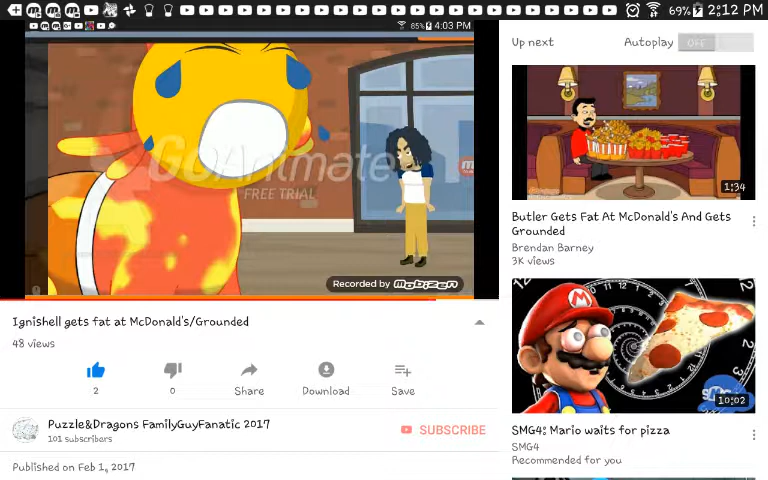 69% 2:12 PM
85% 4:03 PM
GoAnimate
FREE TRIAL
Recorded by mobizen
Ignishell gets fat at McDonald's/Grounded
48 views
2
0
Share
Download
Save
Puzzle&Dragons FamilyGuyFanatic 2017
101 subscribers
SUBSCRIBE
Published on Feb 1, 2017
Up next
Autoplay
OFF
1:34
Butler Gets Fat At McDonald's And Gets
Grounded
Brendan Barney
3K views
10:02
SMG4: Mario waits for pizza
SMG4
Recommended for you